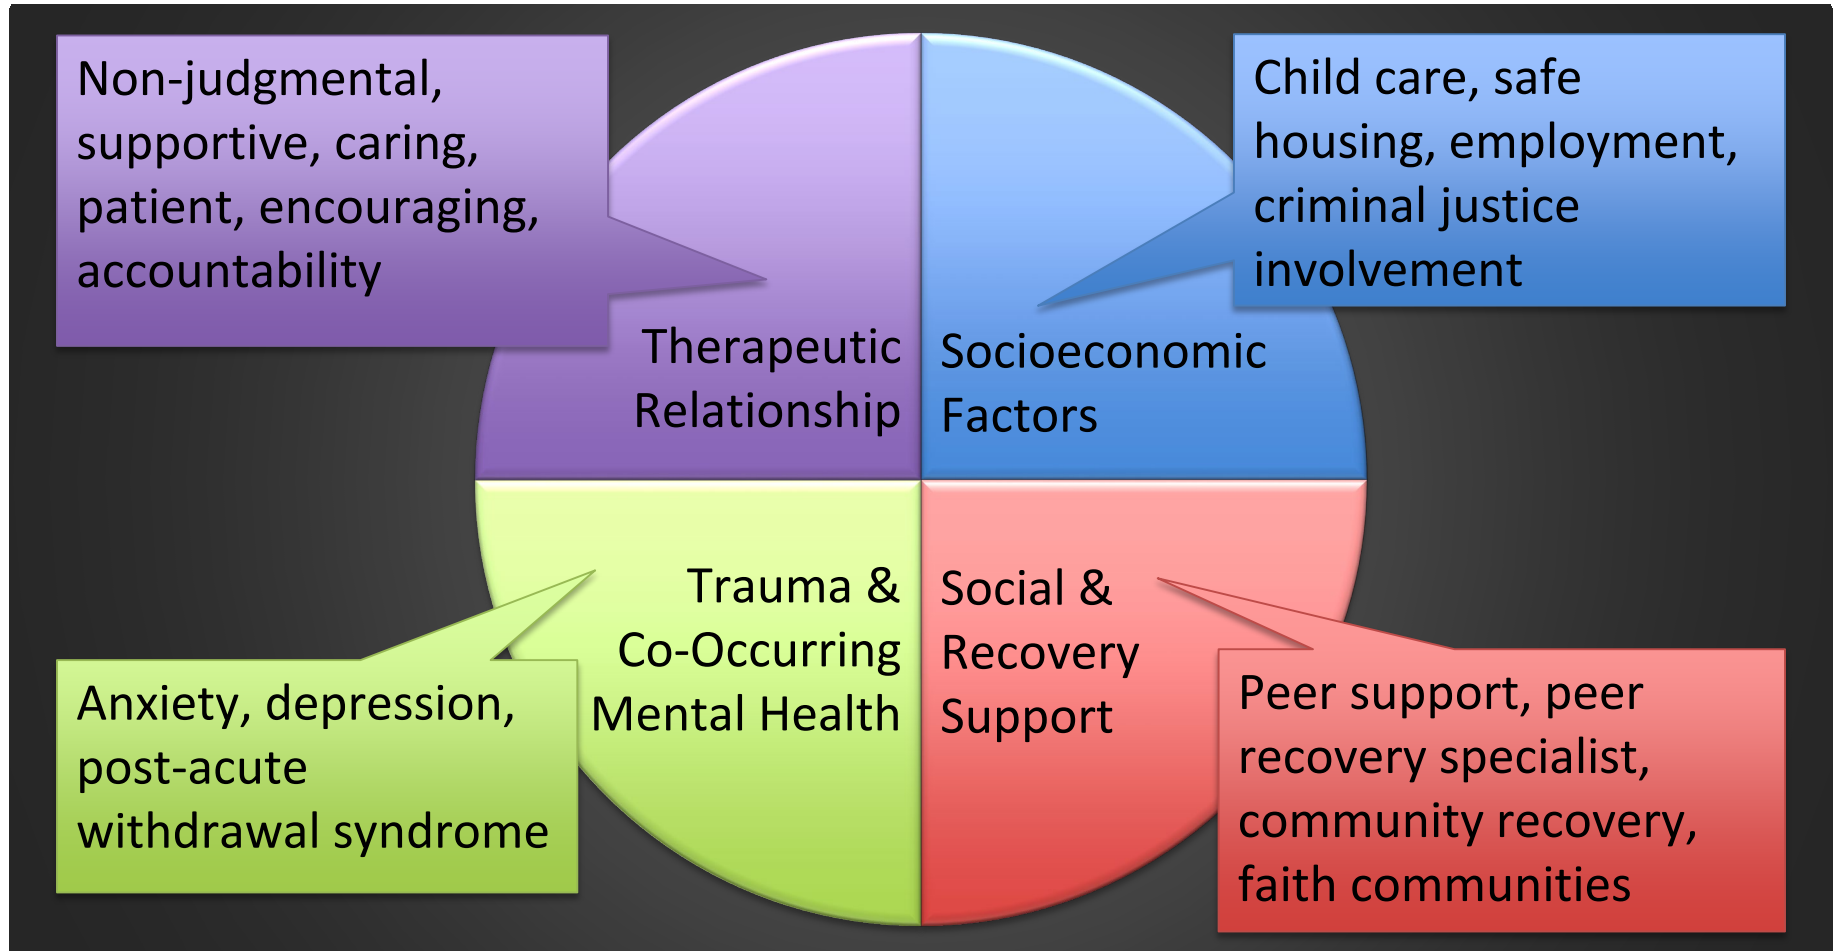 Non-judgmental,
supportive, caring,
patient, encouraging,
accountability
Child care, safe
housing, employment,
criminal justice
involvement
Therapeutic
Relationship
Socioeconomic
Factors
Trauma &
Co-Occurring
Mental Health
Social &
Recovery
Support
Anxiety, depression,
post-acute
withdrawal syndrome
Peer support, peer
recovery specialist,
community recovery,
faith communities